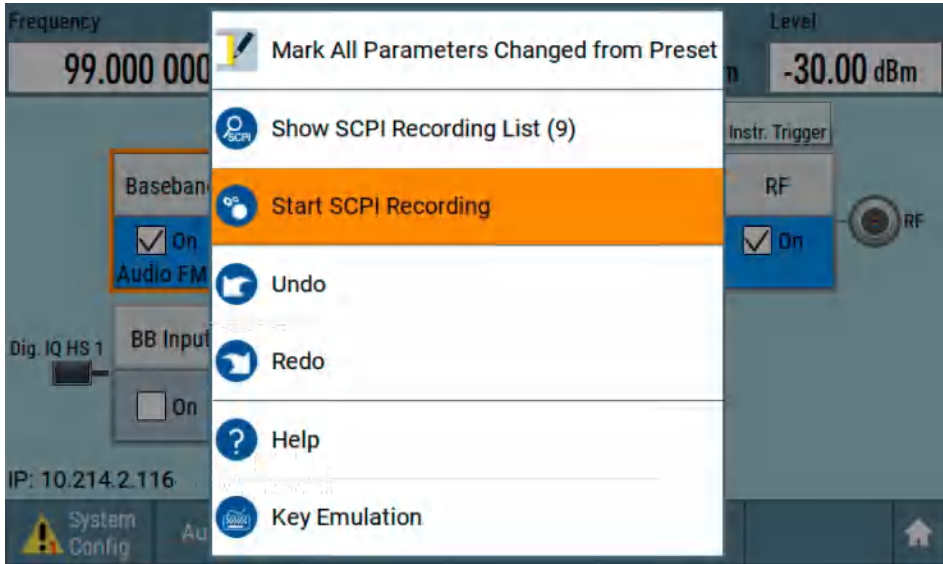 Frequency
Level
99.000 000
m
-30.00 dBm
Mark All Parameters Changed from Preset
SCPI
Show SCPI Recording List (9)
Instr. Trigger
Start SCPI Recording
Baseban
On
Audio FM
RF
On
RF
Undo
Dig. IQ HS 1
BB Input
On
Redo
?
Help
IP: 10.214.2.116
Key Emulation
System
Config
Au